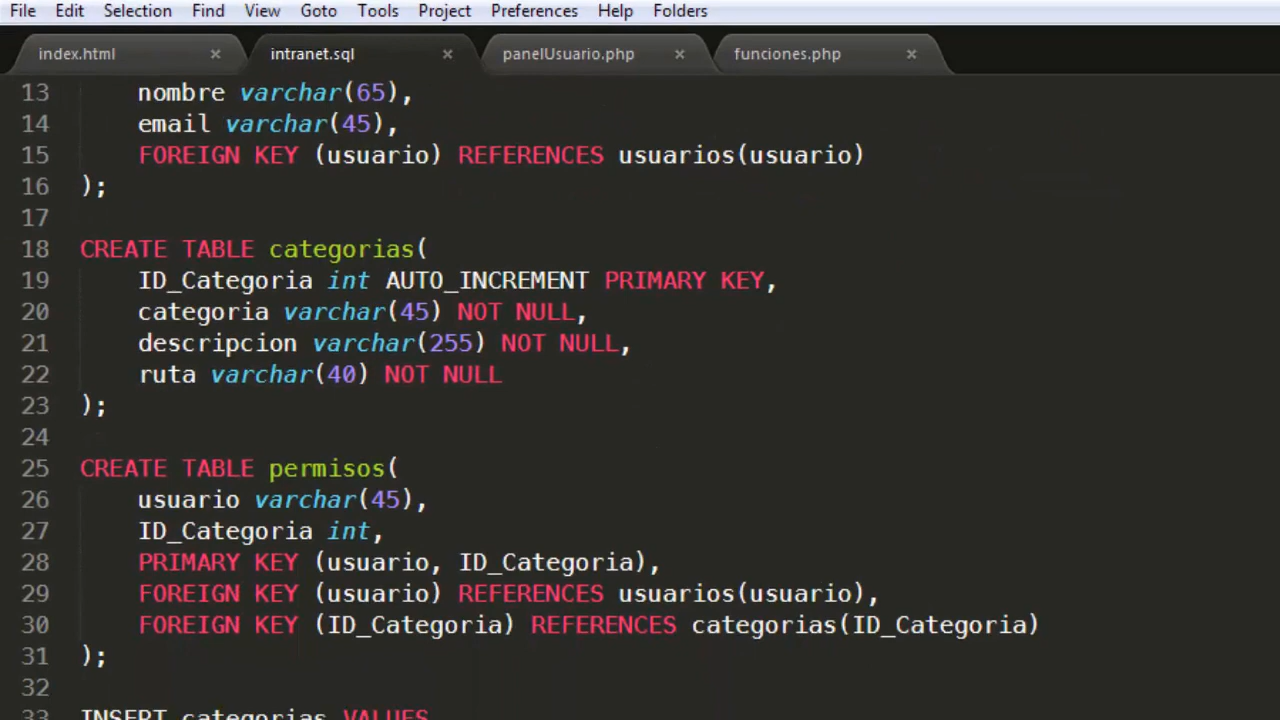 File Edit Selection Find View Goto Tools Project Preferences Help Folders
index.html × intranet.sql × panelUsuario.php × funciones.php ×
13 nombre varchar(65),
14 email varchar(45),
15 FOREIGN KEY (usuario) REFERENCES usuarios(usuario)
16 );
17
18 CREATE TABLE categorias(
19 ID_Categoria int AUTO_INCREMENT PRIMARY KEY,
20 categoria varchar(45) NOT NULL,
21 descripcion varchar(255) NOT NULL,
22 ruta varchar(40) NOT NULL
23 );
24
25 CREATE TABLE permisos(
26 usuario varchar(45),
27 ID_Categoria int,
28 PRIMARY KEY (usuario, ID_Categoria),
29 FOREIGN KEY (usuario) REFERENCES usuarios(usuario),
30 FOREIGN KEY (ID_Categoria) REFERENCES categorias(ID_Categoria)
31 );
32
33 INSERT categorias VALUES